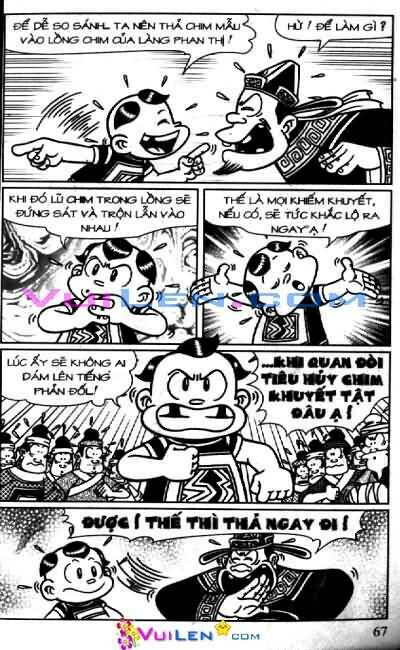 ĐỂ DỄ SO SÁNH... TA NÊN THẢ CHIM MẪU
VÀO LỒNG CHIM CỦA LÀNG PHAN THỊ!
HỪ! ĐỂ LÀM GÌ?
KHI ĐÓ LŨ CHIM TRONG LỒNG SẼ
ĐỨNG SÁT VÀ TRỘN LẪN VÀO
NHAU!
THẾ LÀ MỌI KHIẾM KHUYẾT,
NẾU CÓ, SẼ TỨC KHẮC LỘ RA
NGAY Ạ!
VUILEN.COM
LÚC ẤY SẼ KHÔNG AI
DÁM LÊN TIẾNG
PHẢN ĐỐI!
...KHI QUAN ĐÒI
TIÊU HỦY CHIM
KHUYẾT TẬT
ĐÂU Ạ!
ĐƯỢC! THẾ THÌ THẢ NGAY ĐI!
67
VUILEN.COM